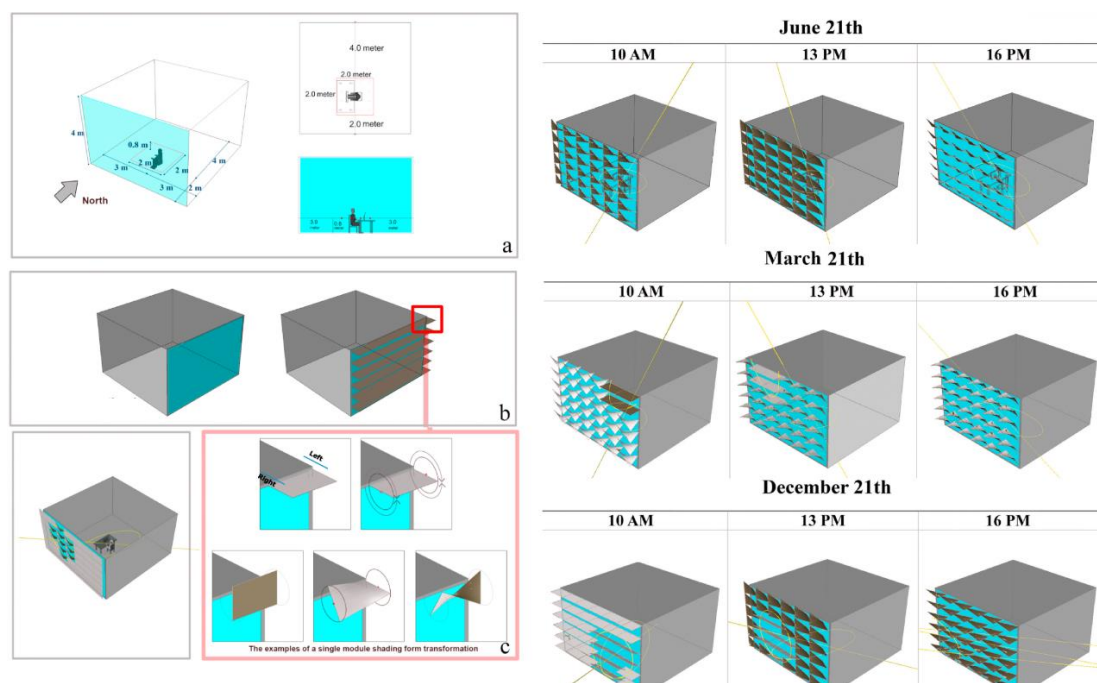 4.0 meter
2.0 meter
2.0 meter
2.0 meter
4 m
0.8 m
2 m
3 m
2 m
4 m
3 m
2 m
North
a
b
Left
Right
The examples of a single module shading form transformation
c
June 21th
10 AM
13 PM
16 PM
March 21th
10 AM
13 PM
16 PM
December 21th
10 AM
13 PM
16 PM